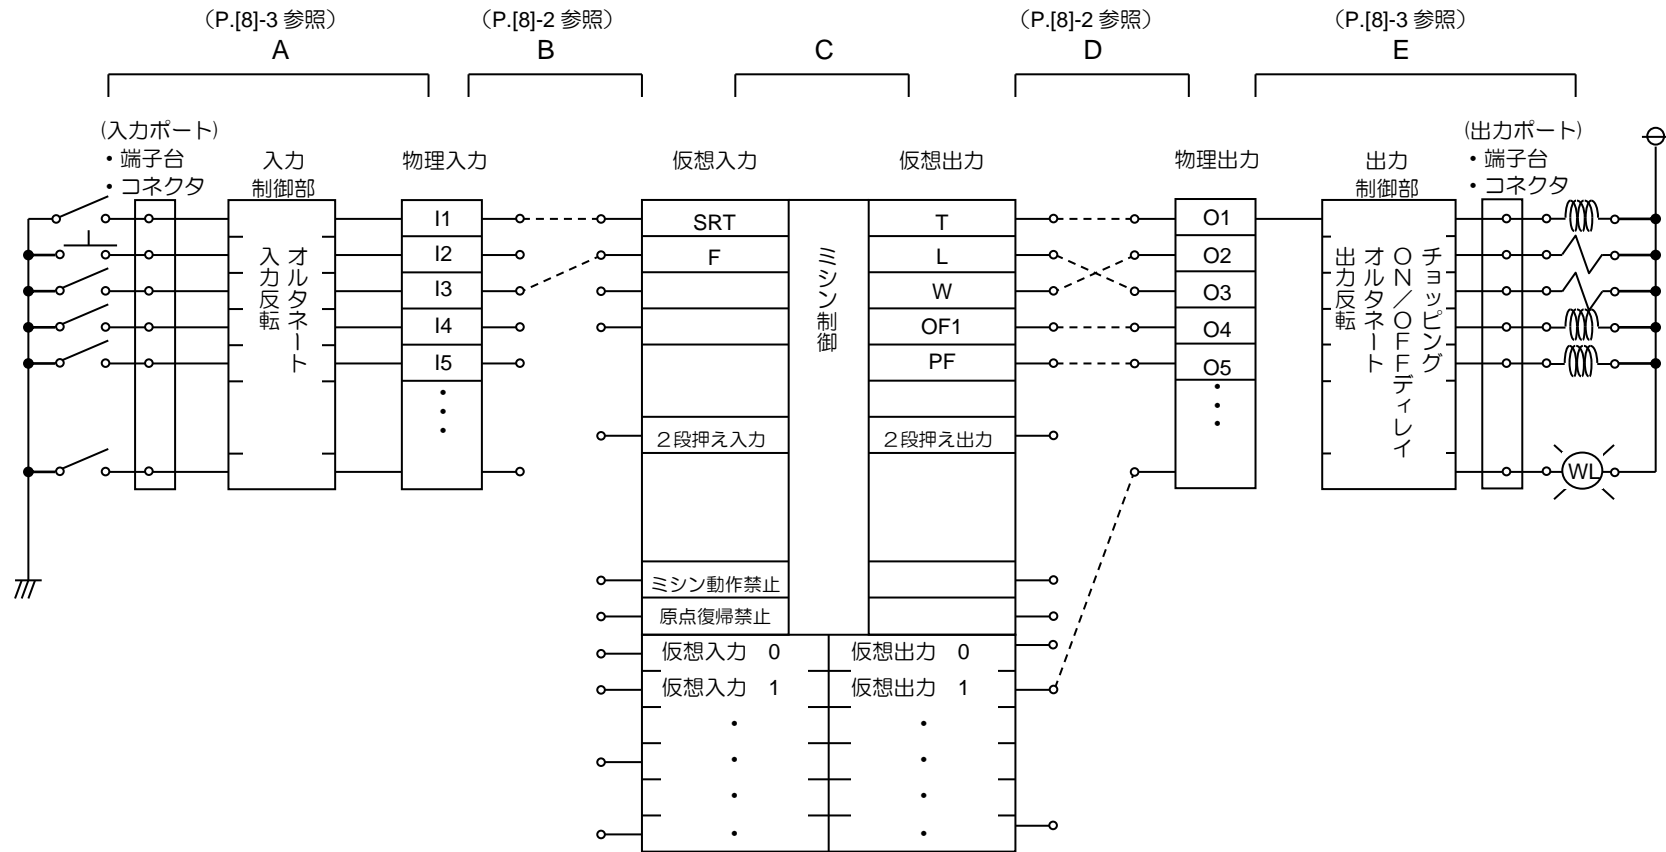 （P.[8]-3 参照）
A
（P.[8]-2 参照）
B
C
（P.[8]-2 参照）
D
（P.[8]-3 参照）
E
(入力ポート)
・端子台
・コネクタ
入力
制御部
物理入力
仮想入力
仮想出力
物理出力
出力
制御部
(出力ポート)
・端子台
・コネクタ
オルタネート
入力反転
I1
I2
I3
I4
I5
・
・
・
SRT
F
２段押え入力
ミシン動作禁止
原点復帰禁止
ミシン制御
T
L
W
OF1
PF
２段押え出力
仮想入力 0
仮想入力 1
・
・
・
・
仮想出力 0
仮想出力 1
・
・
・
・
O1
O2
O3
O4
O5
・
・
・
チョッピング
ON／OFFディレイ
オルタネート
出力反転
WL